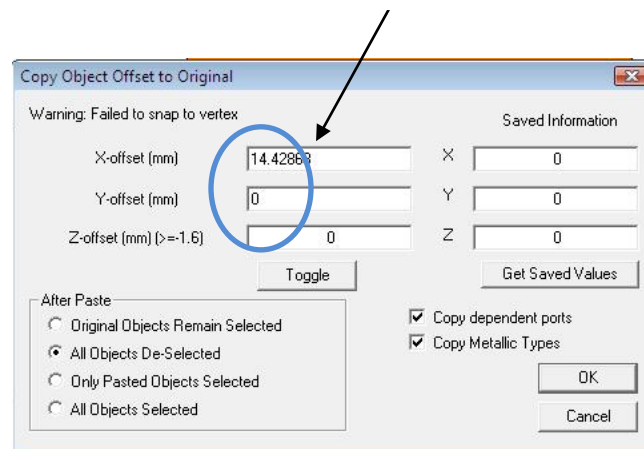 Copy Object Offset to Original
Warning: Failed to snap to vertex
Saved Information
X-offset (mm) 14.42863 X 0
Y-offset (mm) 0 Y 0
Z-offset (mm) (>=-1.6) 0 Z 0
Toggle Get Saved Values
After Paste
Original Objects Remain Selected
All Objects De-Selected
Only Pasted Objects Selected
All Objects Selected
Copy dependent ports
Copy Metallic Types
OK
Cancel